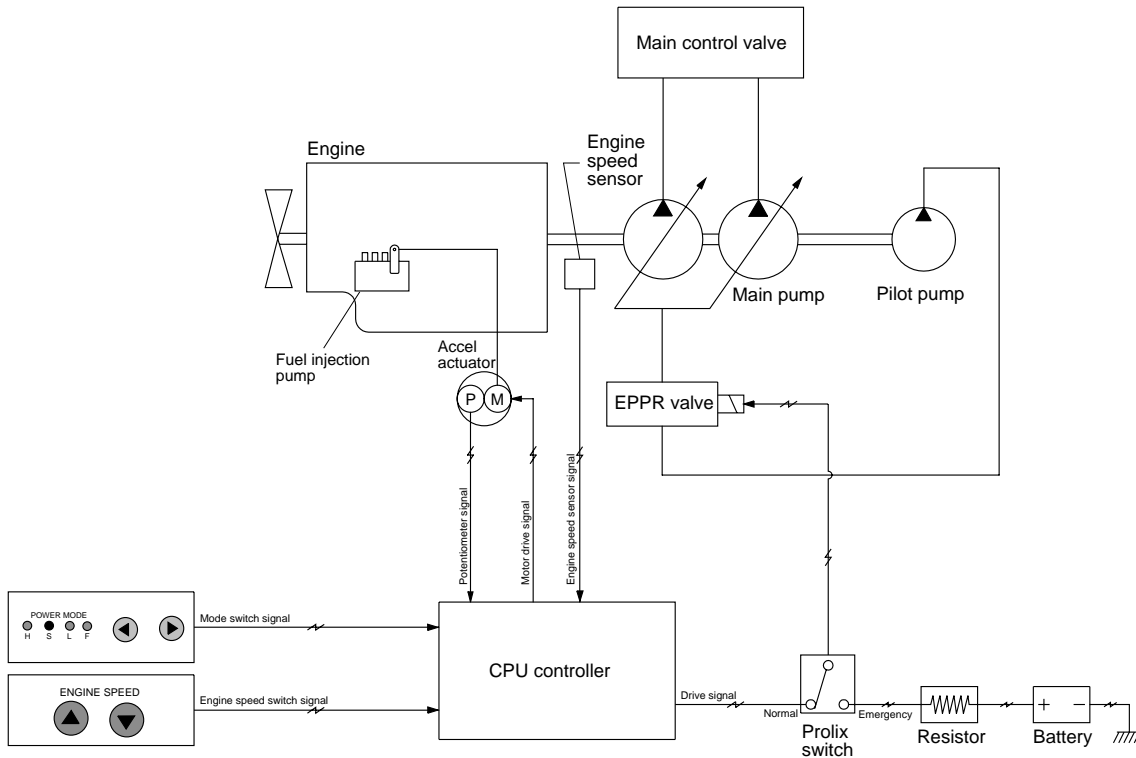 Main control valve
Engine
speed
sensor
Engine
Main pump
Pilot pump
Fuel injection
pump
Accel
actuator
P
M
EPPR valve
Potentiometer signal
Motor drive signal
Engine speed sensor signal
POWER MODE
H S L F
Mode switch signal
CPU controller
ENGINE SPEED
Engine speed switch signal
Drive signal
Normal
Emergency
Prolix
switch
Resistor
+ −
Battery